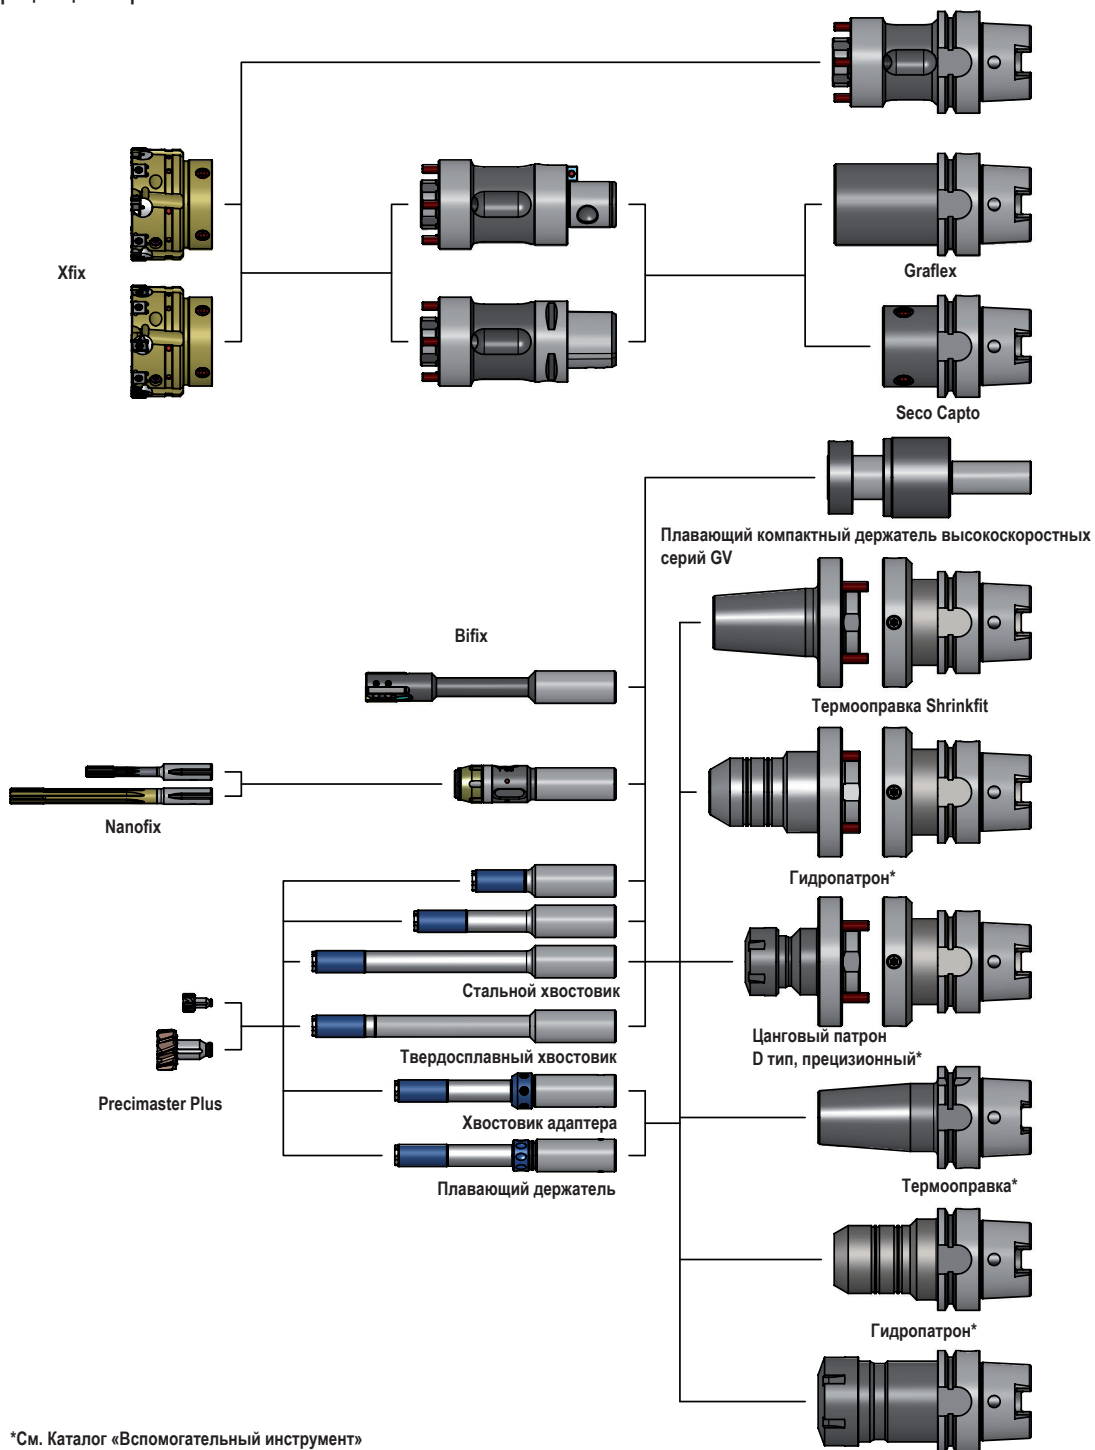 Xfix
Graflex
Seco Capto
Плавающий компактный держатель высокоскоростных
серий GV
Bifix
Термооправка Shrinkfit
Nanofix
Гидропатрон*
Стальной хвостовик
Цанговый патрон
D тип, прецизионный*
Твердосплавный хвостовик
Precimaster Plus
Хвостовик адаптера
Плавающий держатель
Термооправка*
Гидропатрон*
*См. Каталог «Вспомогательный инструмент»